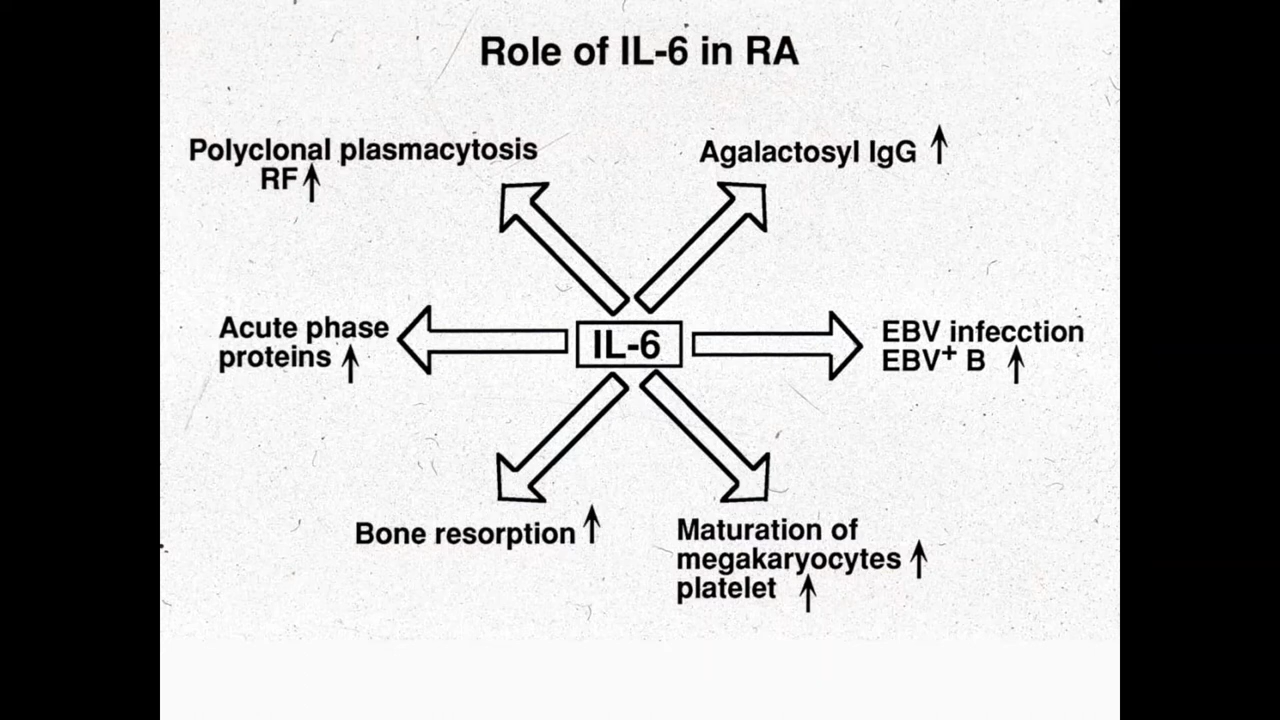 Role of IL-6 in RA
Polyclonal plasmacytosis
RF ↑
Agalactosyl IgG ↑
Acute phase
proteins ↑
IL-6
EBV infecction
EBV⁺ B ↑
Bone resorption ↑
Maturation of
megakaryocytes ↑
platelet ↑